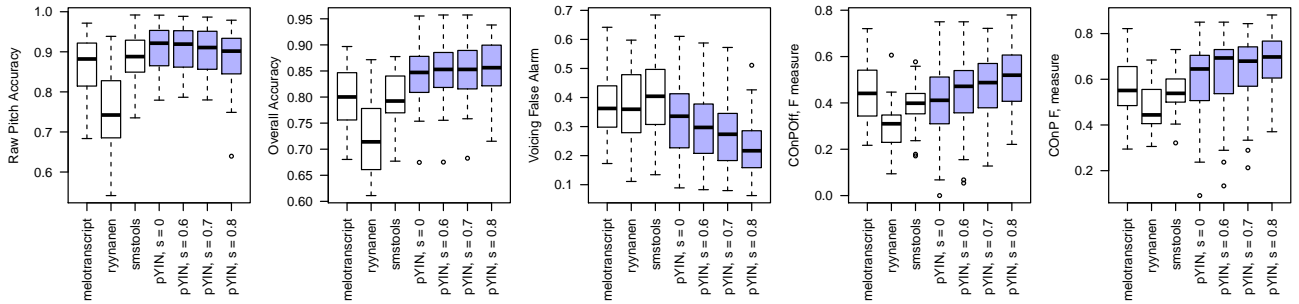 Raw Pitch Accuracy
1.0
0.9
0.8
0.7
0.6
melotranscript
ryynanen
smstools
pYIN, s = 0
pYIN, s = 0.6
pYIN, s = 0.7
pYIN, s = 0.8
Overall Accuracy
0.95
0.90
0.85
0.80
0.75
0.70
0.65
0.60
melotranscript
ryynanen
smstools
pYIN, s = 0
pYIN, s = 0.6
pYIN, s = 0.7
pYIN, s = 0.8
Voicing False Alarm
0.7
0.6
0.5
0.4
0.3
0.2
0.1
melotranscript
ryynanen
smstools
pYIN, s = 0
pYIN, s = 0.6
pYIN, s = 0.7
pYIN, s = 0.8
COnPOff, F measure
0.8
0.6
0.4
0.2
0.0
melotranscript
ryynanen
smstools
pYIN, s = 0
pYIN, s = 0.6
pYIN, s = 0.7
pYIN, s = 0.8
COnP F, measure
0.8
0.6
0.4
0.2
melotranscript
ryynanen
smstools
pYIN, s = 0
pYIN, s = 0.6
pYIN, s = 0.7
pYIN, s = 0.8